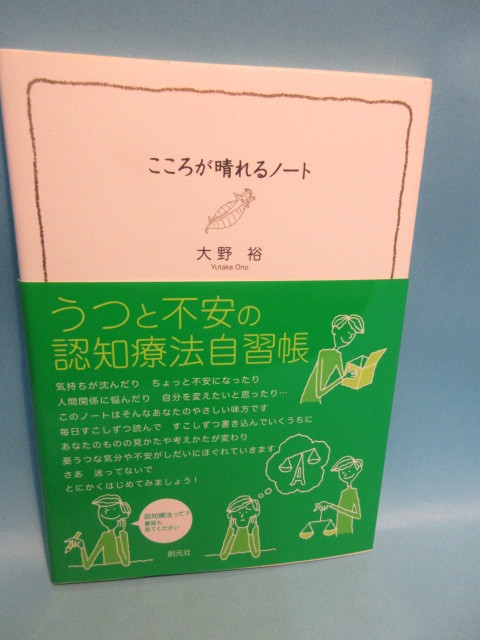 こころが晴れるノート
大野 裕
Yutaka Ono
うつと不安の
認知療法自習帳
気持ちが沈んだり ちょっと不安になったり
人間関係に悩んだり 自分を変えたいと思ったり…
このノートはそんなあなたのやさしい味方です
毎日すこしずつ読んで すこしずつ書き込んでいくうちに
あなたのものの見かたや考えかたが変わり
憂うつな気分や不安がしだいにほぐれていきます
さあ 迷ってないで
とにかくはじめてみましょう!
認知療法って?
裏面も
見てください
創元社